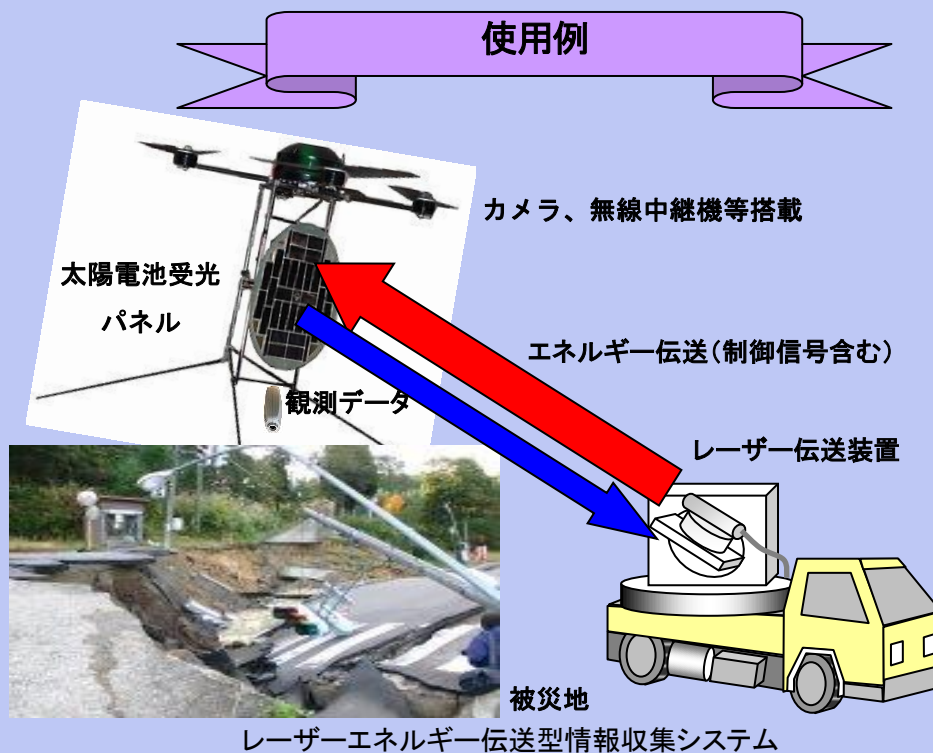 使用例
カメラ、無線中継機等搭載
太陽電池受光
パネル
エネルギー伝送（制御信号含む）
観測データ
レーザー伝送装置
被災地
レーザーエネルギー伝送型情報収集システム